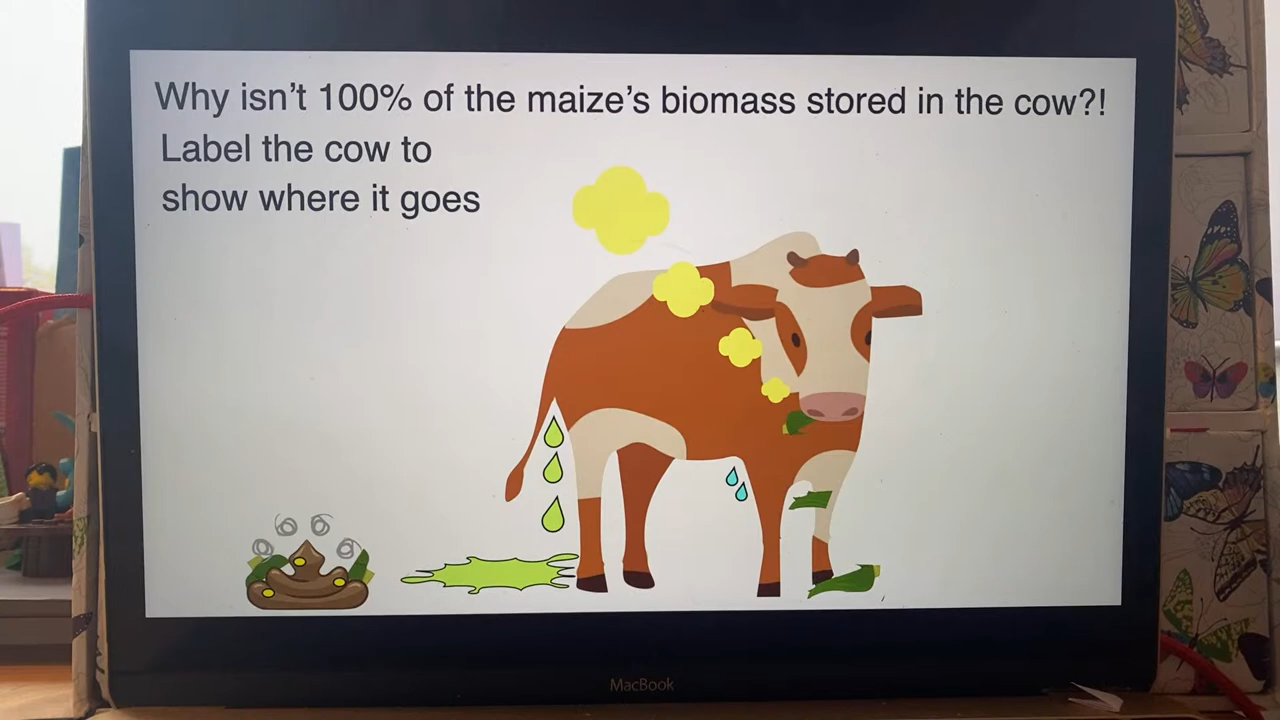 Why isn't 100% of the maize's biomass stored in the cow?!
Label the cow to
show where it goes
MacBook